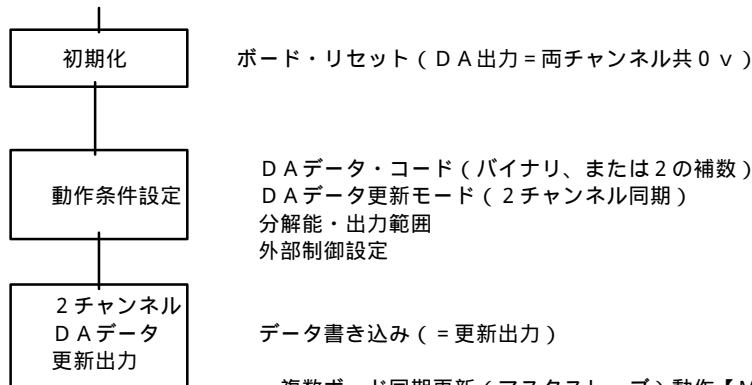 初期化
ボード・リセット(DA出力=両チャンネル共0v)
動作条件設定
DAデータ・コード(バイナリ、または2の補数)
DAデータ更新モード(2チャンネル同期)
分解能・出力範囲
外部制御設定
2チャンネル
DAデータ
更新出力
データ書き込み(=更新出力)